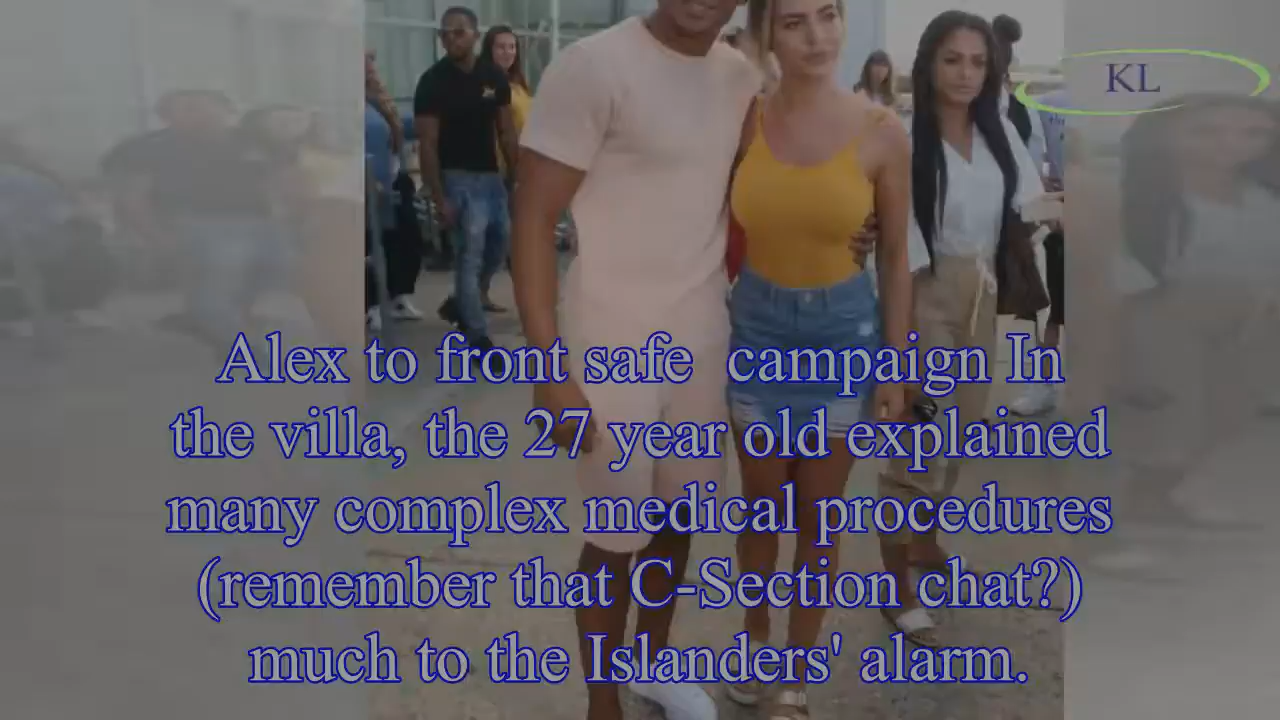 KL
Alex to front safe  campaign In
the villa, the 27 year old explained
many complex medical procedures
(remember that C-Section chat?)
much to the Islanders' alarm.